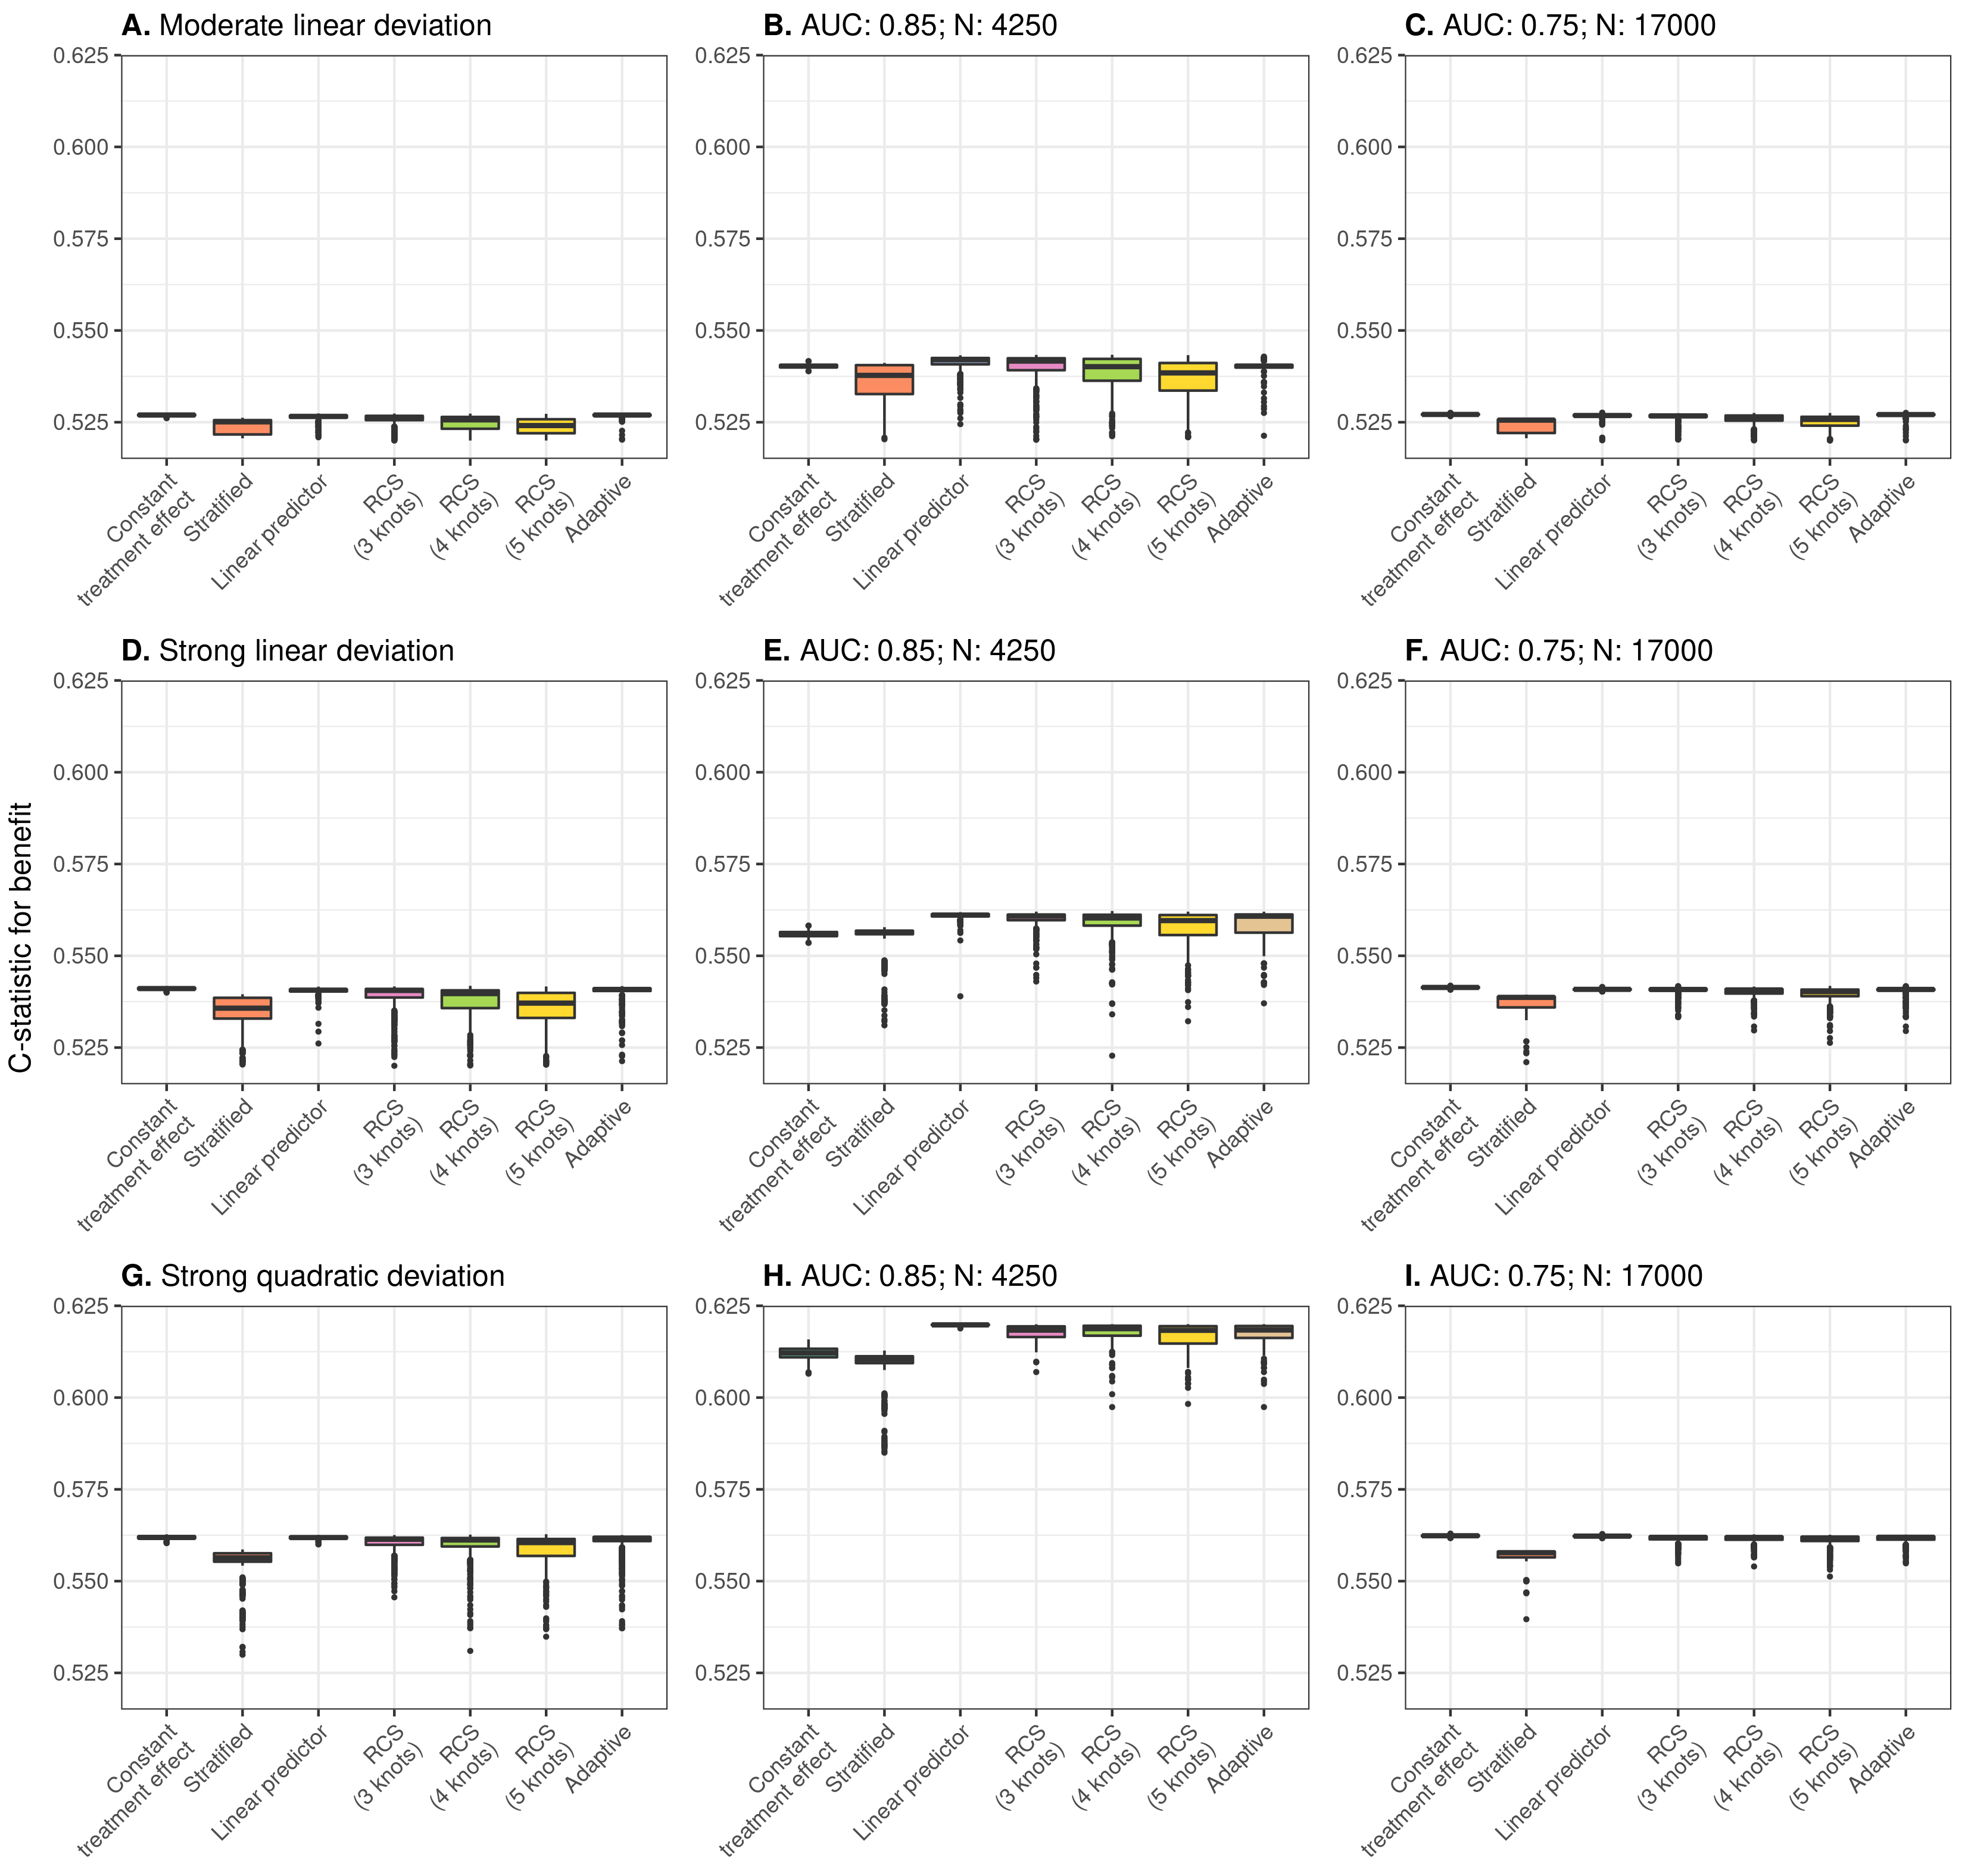 A. Moderate linear deviation
B. AUC: 0.85; N: 4250
C. AUC: 0.75; N: 17000
0.625
0.600
0.575
0.550
0.525
0.625
0.600
0.575
0.550
0.525
0.625
0.600
0.575
0.550
0.525
Constant
treatment effect
Stratified
Linear predictor
RCS
(3 knots)
RCS
(4 knots)
RCS
(5 knots)
Adaptive
Constant
treatment effect
Stratified
Linear predictor
RCS
(3 knots)
RCS
(4 knots)
RCS
(5 knots)
Adaptive
Constant
treatment effect
Stratified
Linear predictor
RCS
(3 knots)
RCS
(4 knots)
RCS
(5 knots)
Adaptive
C-statistic for benefit
D. Strong linear deviation
E. AUC: 0.85; N: 4250
F. AUC: 0.75; N: 17000
0.625
0.600
0.575
0.550
0.525
0.625
0.600
0.575
0.550
0.525
0.625
0.600
0.575
0.550
0.525
Constant
treatment effect
Stratified
Linear predictor
RCS
(3 knots)
RCS
(4 knots)
RCS
(5 knots)
Adaptive
Constant
treatment effect
Stratified
Linear predictor
RCS
(3 knots)
RCS
(4 knots)
RCS
(5 knots)
Adaptive
Constant
treatment effect
Stratified
Linear predictor
RCS
(3 knots)
RCS
(4 knots)
RCS
(5 knots)
Adaptive
G. Strong quadratic deviation
H. AUC: 0.85; N: 4250
I. AUC: 0.75; N: 17000
0.625
0.600
0.575
0.550
0.525
0.625
0.600
0.575
0.550
0.525
0.625
0.600
0.575
0.550
0.525
Constant
treatment effect
Stratified
Linear predictor
RCS
(3 knots)
RCS
(4 knots)
RCS
(5 knots)
Adaptive
Constant
treatment effect
Stratified
Linear predictor
RCS
(3 knots)
RCS
(4 knots)
RCS
(5 knots)
Adaptive
Constant
treatment effect
Stratified
Linear predictor
RCS
(3 knots)
RCS
(4 knots)
RCS
(5 knots)
Adaptive